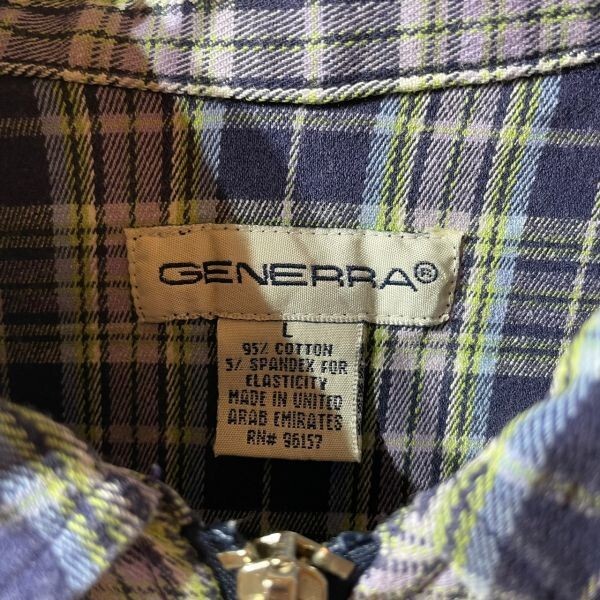 GENERRA®
L
95% COTTON
5% SPANDEX FOR
ELASTICITY
MADE IN UNITED
ARAB EMIRATES
RN# 96157